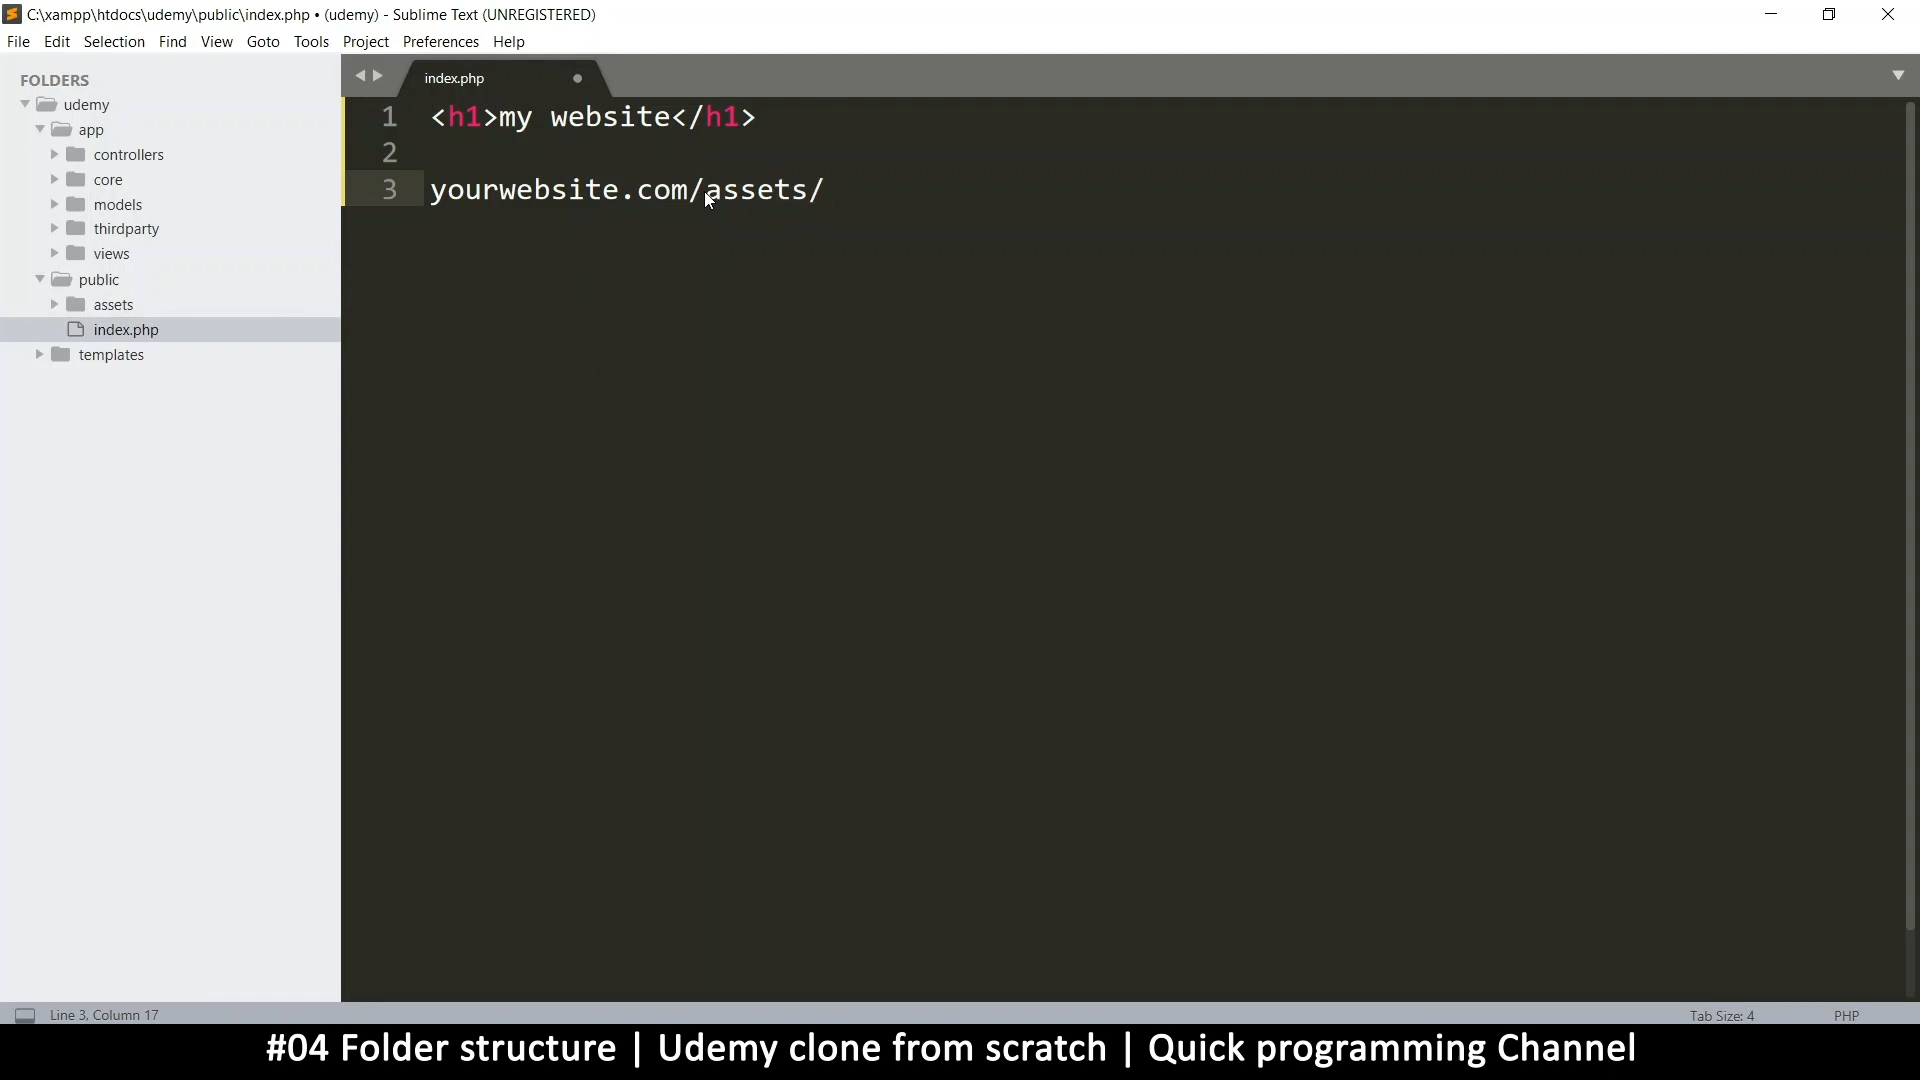 C:\xampp\htdocs\udemy\public\index.php • (udemy) - Sublime Text (UNREGISTERED)
File Edit Selection Find View Goto Tools Project Preferences Help
FOLDERS
udemy
app
controllers
core
models
thirdparty
views
public
assets
index.php
templates
index.php
1 <h1>my website</h1>
2
3 yourwebsite.com/assets/
Line 3, Column 17
Tab Size: 4
PHP
#04 Folder structure | Udemy clone from scratch | Quick programming Channel